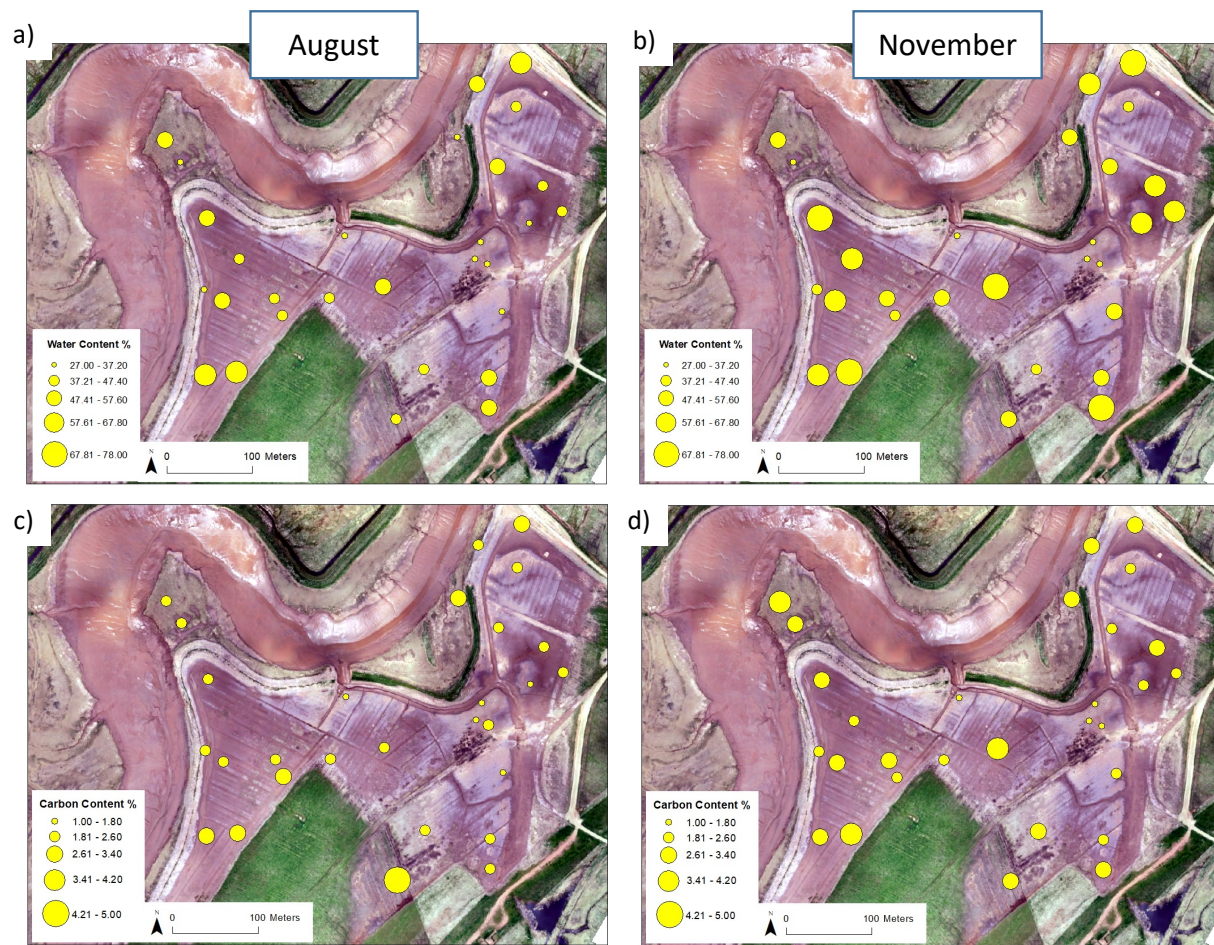 a)
August
b)
November
Water Content %
27.00 - 37.20
37.21 - 47.40
47.41 - 57.60
57.61 - 67.80
67.81 - 78.00
N
0 100 Meters
Water Content %
27.00 - 37.20
37.21 - 47.40
47.41 - 57.60
57.61 - 67.80
67.81 - 78.00
N
0 100 Meters
c)
d)
Carbon Content %
1.00 - 1.80
1.81 - 2.60
2.61 - 3.40
3.41 - 4.20
4.21 - 5.00
N
0 100 Meters
Carbon Content %
1.00 - 1.80
1.81 - 2.60
2.61 - 3.40
3.41 - 4.20
4.21 - 5.00
N
0 100 Meters